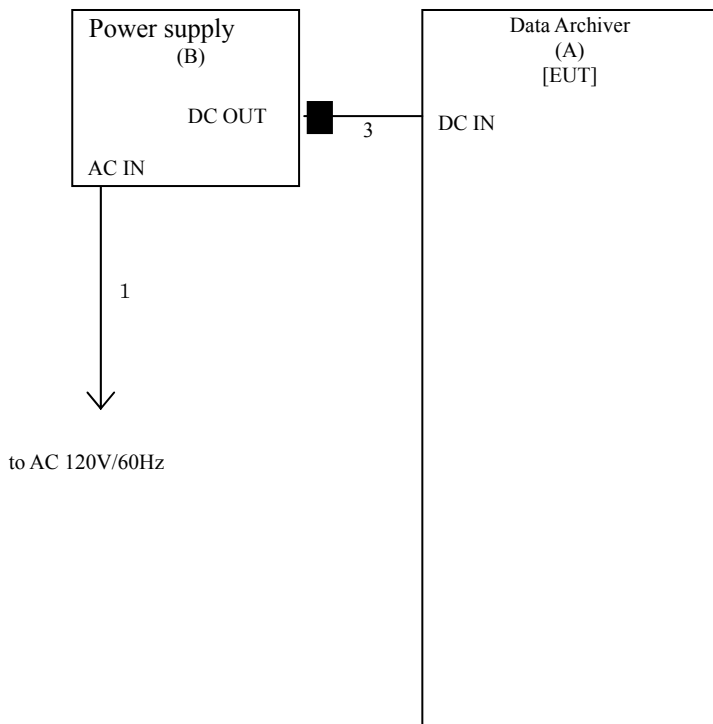 Power supply
(B)
DC OUT
AC IN
1
to AC 120V/60Hz
3
Data Archiver
(A)
[EUT]
DC IN